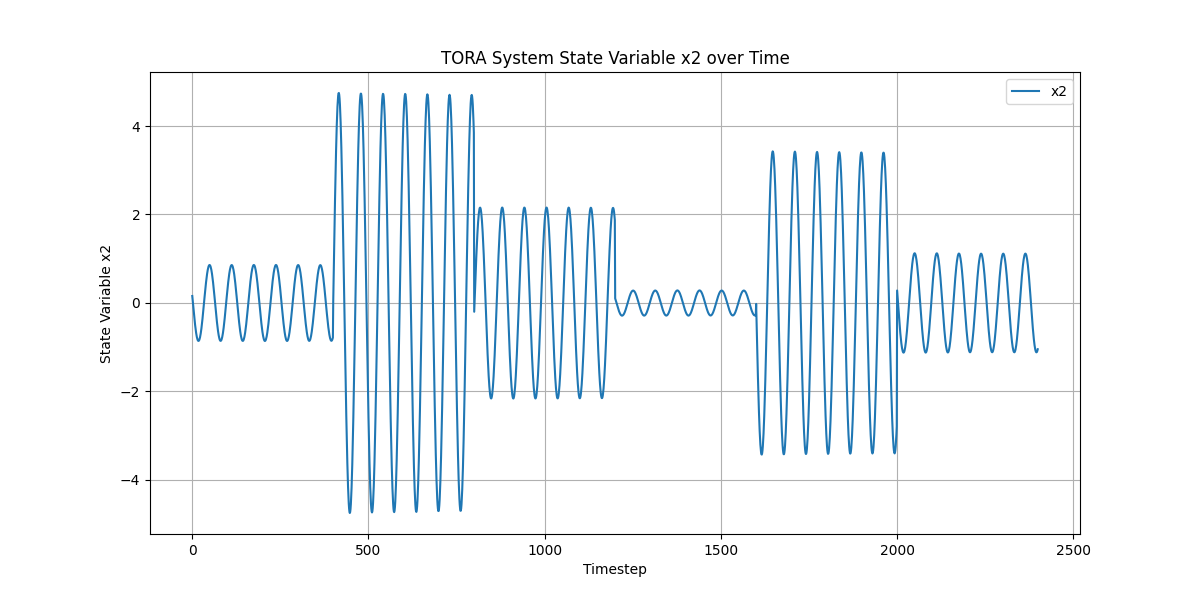 TORA System State Variable x2 over Time
x2
State Variable x2
4
2
0
−2
−4
0
500
1000
1500
2000
2500
Timestep